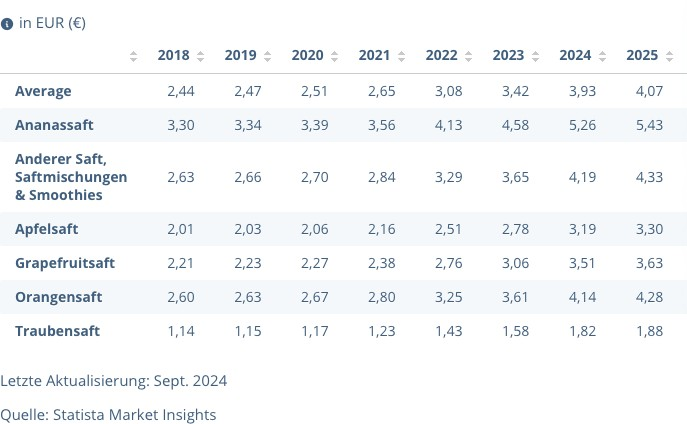 in EUR (€)
2018 2019 2020 2021 2022 2023 2024 2025
Average 2,44 2,47 2,51 2,65 3,08 3,42 3,93 4,07
Ananassaft 3,30 3,34 3,39 3,56 4,13 4,58 5,26 5,43
Anderer Saft,
Saftmischungen 2,63 2,66 2,70 2,84 3,29 3,65 4,19 4,33
& Smoothies
Apfelsaft 2,01 2,03 2,06 2,16 2,51 2,78 3,19 3,30
Grapefruitsaft 2,21 2,23 2,27 2,38 2,76 3,06 3,51 3,63
Orangensaft 2,60 2,63 2,67 2,80 3,25 3,61 4,14 4,28
Traubensaft 1,14 1,15 1,17 1,23 1,43 1,58 1,82 1,88
Letzte Aktualisierung: Sept. 2024
Quelle: Statista Market Insights